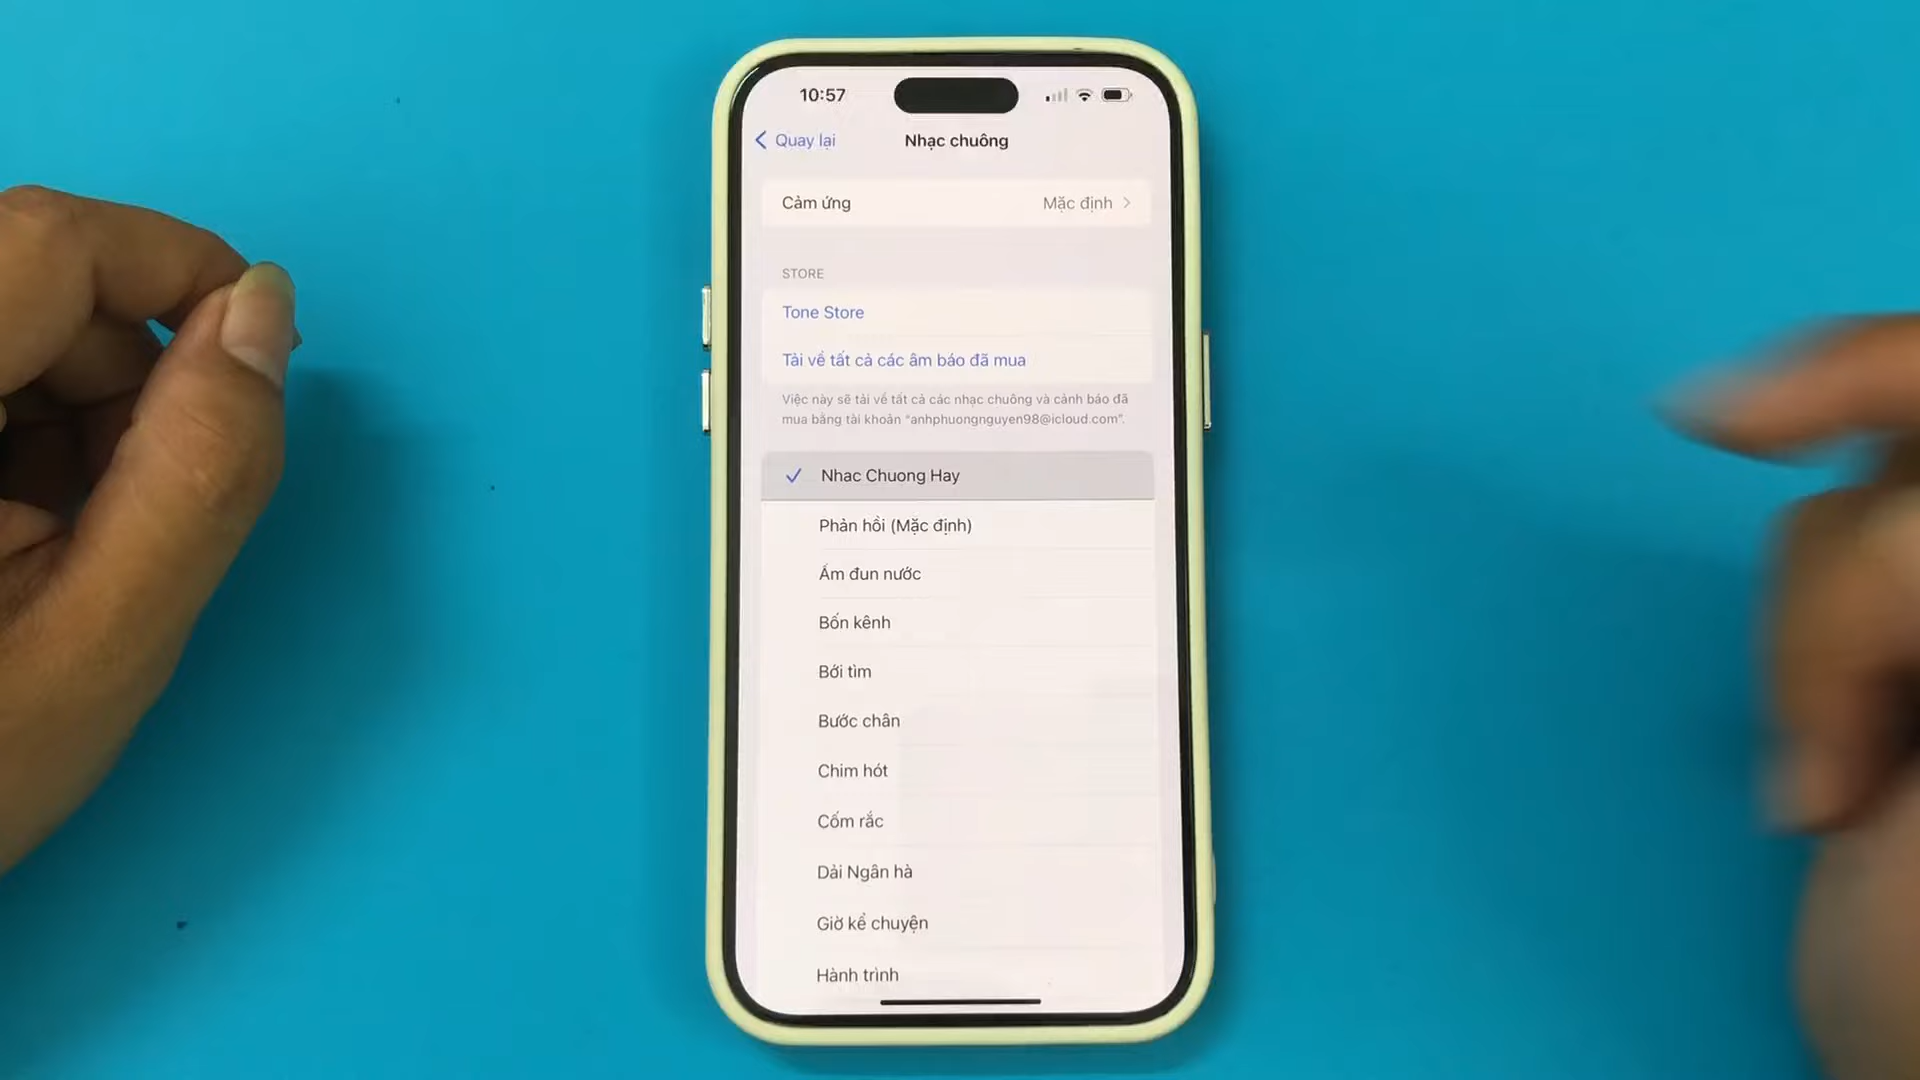 10:57
Quay lại
Nhạc chuông
Cảm ứng
Mặc định
STORE
Tone Store
Tải về tất cả các âm báo đã mua
Việc này sẽ tải về tất cả các nhạc chuông và cảnh báo đã
mua bằng tài khoản “anhphuongnguyen98@icloud.com”.
Nhac Chuong Hay
Phản hồi (Mặc định)
Ấm đun nước
Bốn kênh
Bới tìm
Bước chân
Chim hót
Cốm rắc
Dải Ngân hà
Giờ kể chuyện
Hành trình